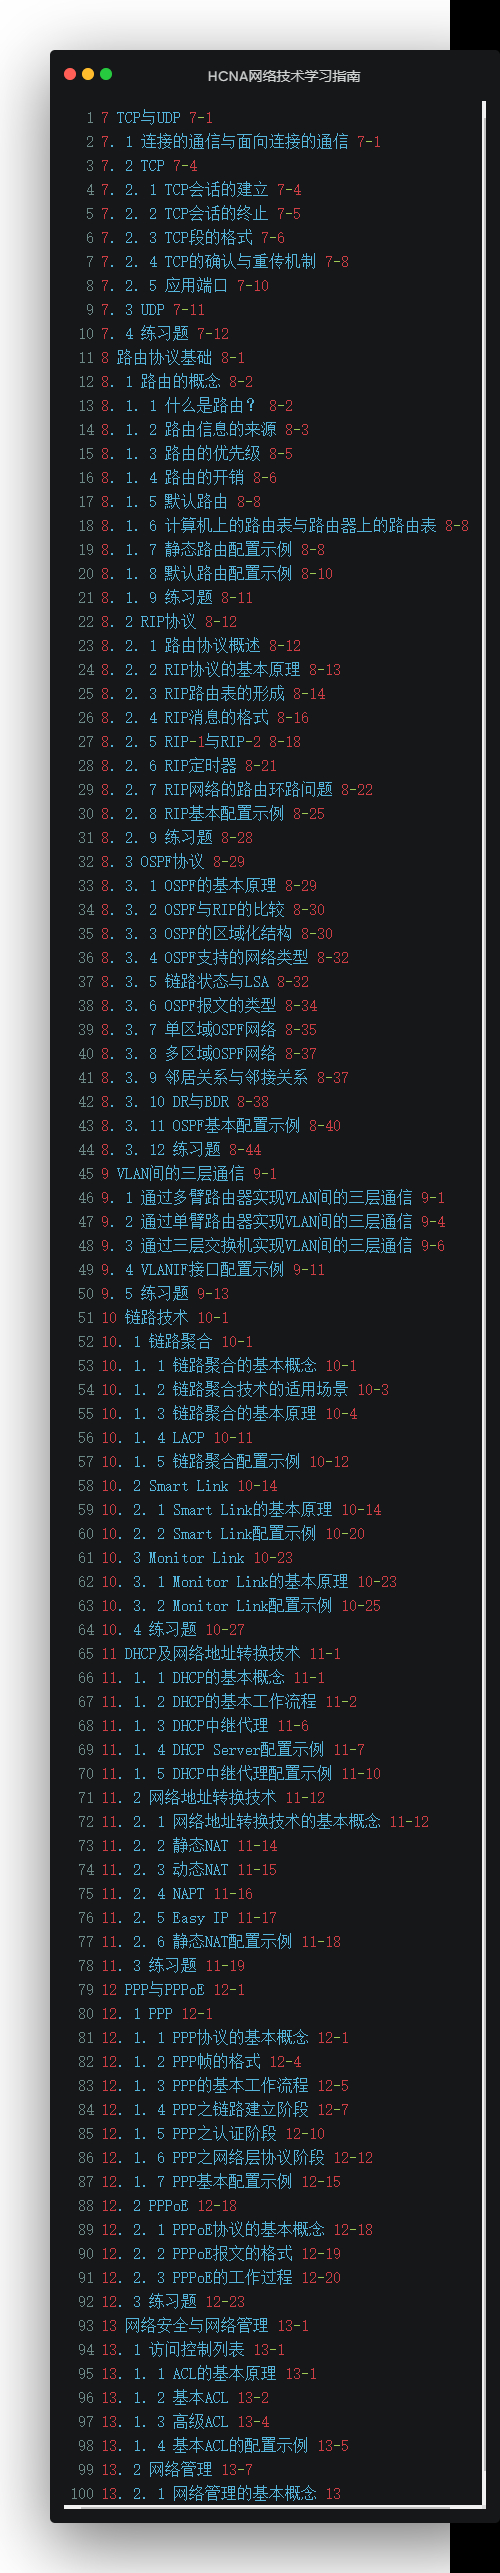 HCNA网络技术学习指南
1 7 TCP与UDP 7-1
2 7. 1 连接的通信与面向连接的通信 7-1
3 7. 2 TCP 7-4
4 7. 2. 1 TCP会话的建立 7-4
5 7. 2. 2 TCP会话的终止 7-5
6 7. 2. 3 TCP段的格式 7-6
7 7. 2. 4 TCP的确认与重传机制 7-8
8 7. 2. 5 应用端口 7-10
9 7. 3 UDP 7-11
10 7. 4 练习题 7-12
11 8 路由协议基础 8-1
12 8. 1 路由的概念 8-2
13 8. 1. 1 什么是路由？ 8-2
14 8. 1. 2 路由信息的来源 8-3
15 8. 1. 3 路由的优先级 8-5
16 8. 1. 4 路由的开销 8-6
17 8. 1. 5 默认路由 8-8
18 8. 1. 6 计算机上的路由表与路由器上的路由表 8-8
19 8. 1. 7 静态路由配置示例 8-8
20 8. 1. 8 默认路由配置示例 8-10
21 8. 1. 9 练习题 8-11
22 8. 2 RIP协议 8-12
23 8. 2. 1 路由协议概述 8-12
24 8. 2. 2 RIP协议的基本原理 8-13
25 8. 2. 3 RIP路由表的形成 8-14
26 8. 2. 4 RIP消息的格式 8-16
27 8. 2. 5 RIP-1与RIP-2 8-18
28 8. 2. 6 RIP定时器 8-21
29 8. 2. 7 RIP网络的路由环路问题 8-22
30 8. 2. 8 RIP基本配置示例 8-25
31 8. 2. 9 练习题 8-28
32 8. 3 OSPF协议 8-29
33 8. 3. 1 OSPF的基本原理 8-29
34 8. 3. 2 OSPF与RIP的比较 8-30
35 8. 3. 3 OSPF的区域化结构 8-30
36 8. 3. 4 OSPF支持的网络类型 8-32
37 8. 3. 5 链路状态与LSA 8-32
38 8. 3. 6 OSPF报文的类型 8-34
39 8. 3. 7 单区域OSPF网络 8-35
40 8. 3. 8 多区域OSPF网络 8-37
41 8. 3. 9 邻居关系与邻接关系 8-37
42 8. 3. 10 DR与BDR 8-38
43 8. 3. 11 OSPF基本配置示例 8-40
44 8. 3. 12 练习题 8-44
45 9 VLAN间的三层通信 9-1
46 9. 1 通过多臂路由器实现VLAN间的三层通信 9-1
47 9. 2 通过单臂路由器实现VLAN间的三层通信 9-4
48 9. 3 通过三层交换机实现VLAN间的三层通信 9-6
49 9. 4 VLANIF接口配置示例 9-11
50 9. 5 练习题 9-13
51 10 链路技术 10-1
52 10. 1 链路聚合 10-1
53 10. 1. 1 链路聚合的基本概念 10-1
54 10. 1. 2 链路聚合技术的适用场景 10-3
55 10. 1. 3 链路聚合的基本原理 10-4
56 10. 1. 4 LACP 10-11
57 10. 1. 5 链路聚合配置示例 10-12
58 10. 2 Smart Link 10-14
59 10. 2. 1 Smart Link的基本原理 10-14
60 10. 2. 2 Smart Link配置示例 10-20
61 10. 3 Monitor Link 10-23
62 10. 3. 1 Monitor Link的基本原理 10-23
63 10. 3. 2 Monitor Link配置示例 10-25
64 10. 4 练习题 10-27
65 11 DHCP及网络地址转换技术 11-1
66 11. 1. 1 DHCP的基本概念 11-1
67 11. 1. 2 DHCP的基本工作流程 11-2
68 11. 1. 3 DHCP中继代理 11-6
69 11. 1. 4 DHCP Server配置示例 11-7
70 11. 1. 5 DHCP中继代理配置示例 11-10
71 11. 2 网络地址转换技术 11-12
72 11. 2. 1 网络地址转换技术的基本概念 11-12
73 11. 2. 2 静态NAT 11-14
74 11. 2. 3 动态NAT 11-15
75 11. 2. 4 NAPT 11-16
76 11. 2. 5 Easy IP 11-17
77 11. 2. 6 静态NAT配置示例 11-18
78 11. 3 练习题 11-19
79 12 PPP与PPPoE 12-1
80 12. 1 PPP 12-1
81 12. 1. 1 PPP协议的基本概念 12-1
82 12. 1. 2 PPP帧的格式 12-4
83 12. 1. 3 PPP的基本工作流程 12-5
84 12. 1. 4 PPP之链路建立阶段 12-7
85 12. 1. 5 PPP之认证阶段 12-10
86 12. 1. 6 PPP之网络层协议阶段 12-12
87 12. 1. 7 PPP基本配置示例 12-15
88 12. 2 PPPoE 12-18
89 12. 2. 1 PPPoE协议的基本概念 12-18
90 12. 2. 2 PPPoE报文的格式 12-19
91 12. 2. 3 PPPoE的工作过程 12-20
92 12. 3 练习题 12-23
93 13 网络安全与网络管理 13-1
94 13. 1 访问控制列表 13-1
95 13. 1. 1 ACL的基本原理 13-1
96 13. 1. 2 基本ACL 13-2
97 13. 1. 3 高级ACL 13-4
98 13. 1. 4 基本ACL的配置示例 13-5
99 13. 2 网络管理 13-7
100 13. 2. 1 网络管理的基本概念 13